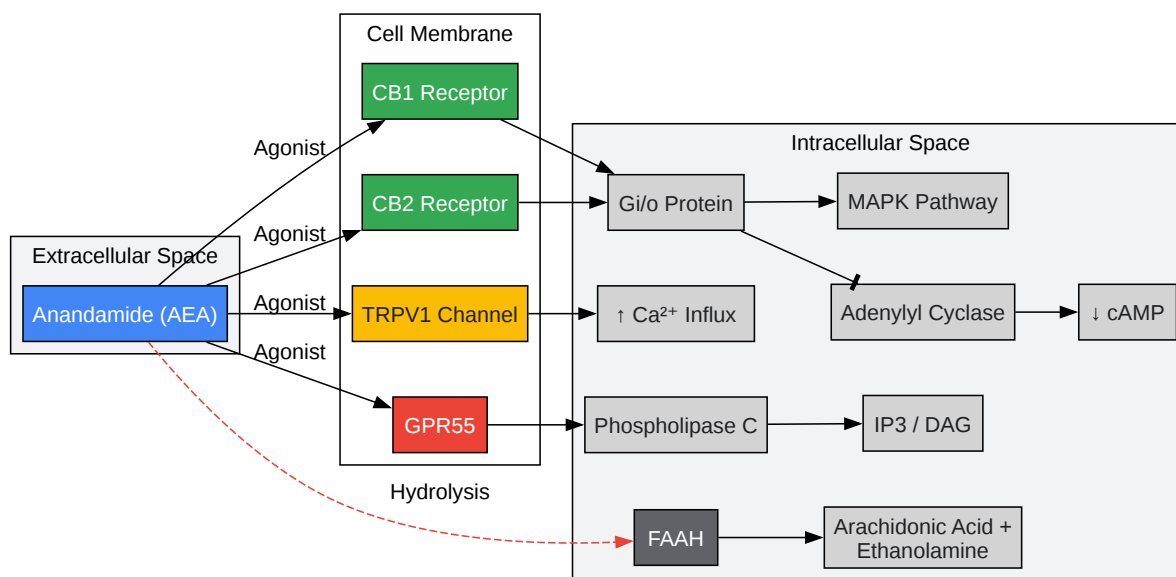 Cell Membrane
CB1 Receptor
Agonist
Intracellular Space
CB2 Receptor
Gi/o Protein
MAPK Pathway
Agonist
Extracellular Space
Anandamide (AEA)
Agonist
TRPV1 Channel
↑ Ca²⁺ Influx
Adenylyl Cyclase
↓ cAMP
Agonist
GPR55
Phospholipase C
IP3 / DAG
Hydrolysis
FAAH
Arachidonic Acid +
Ethanolamine